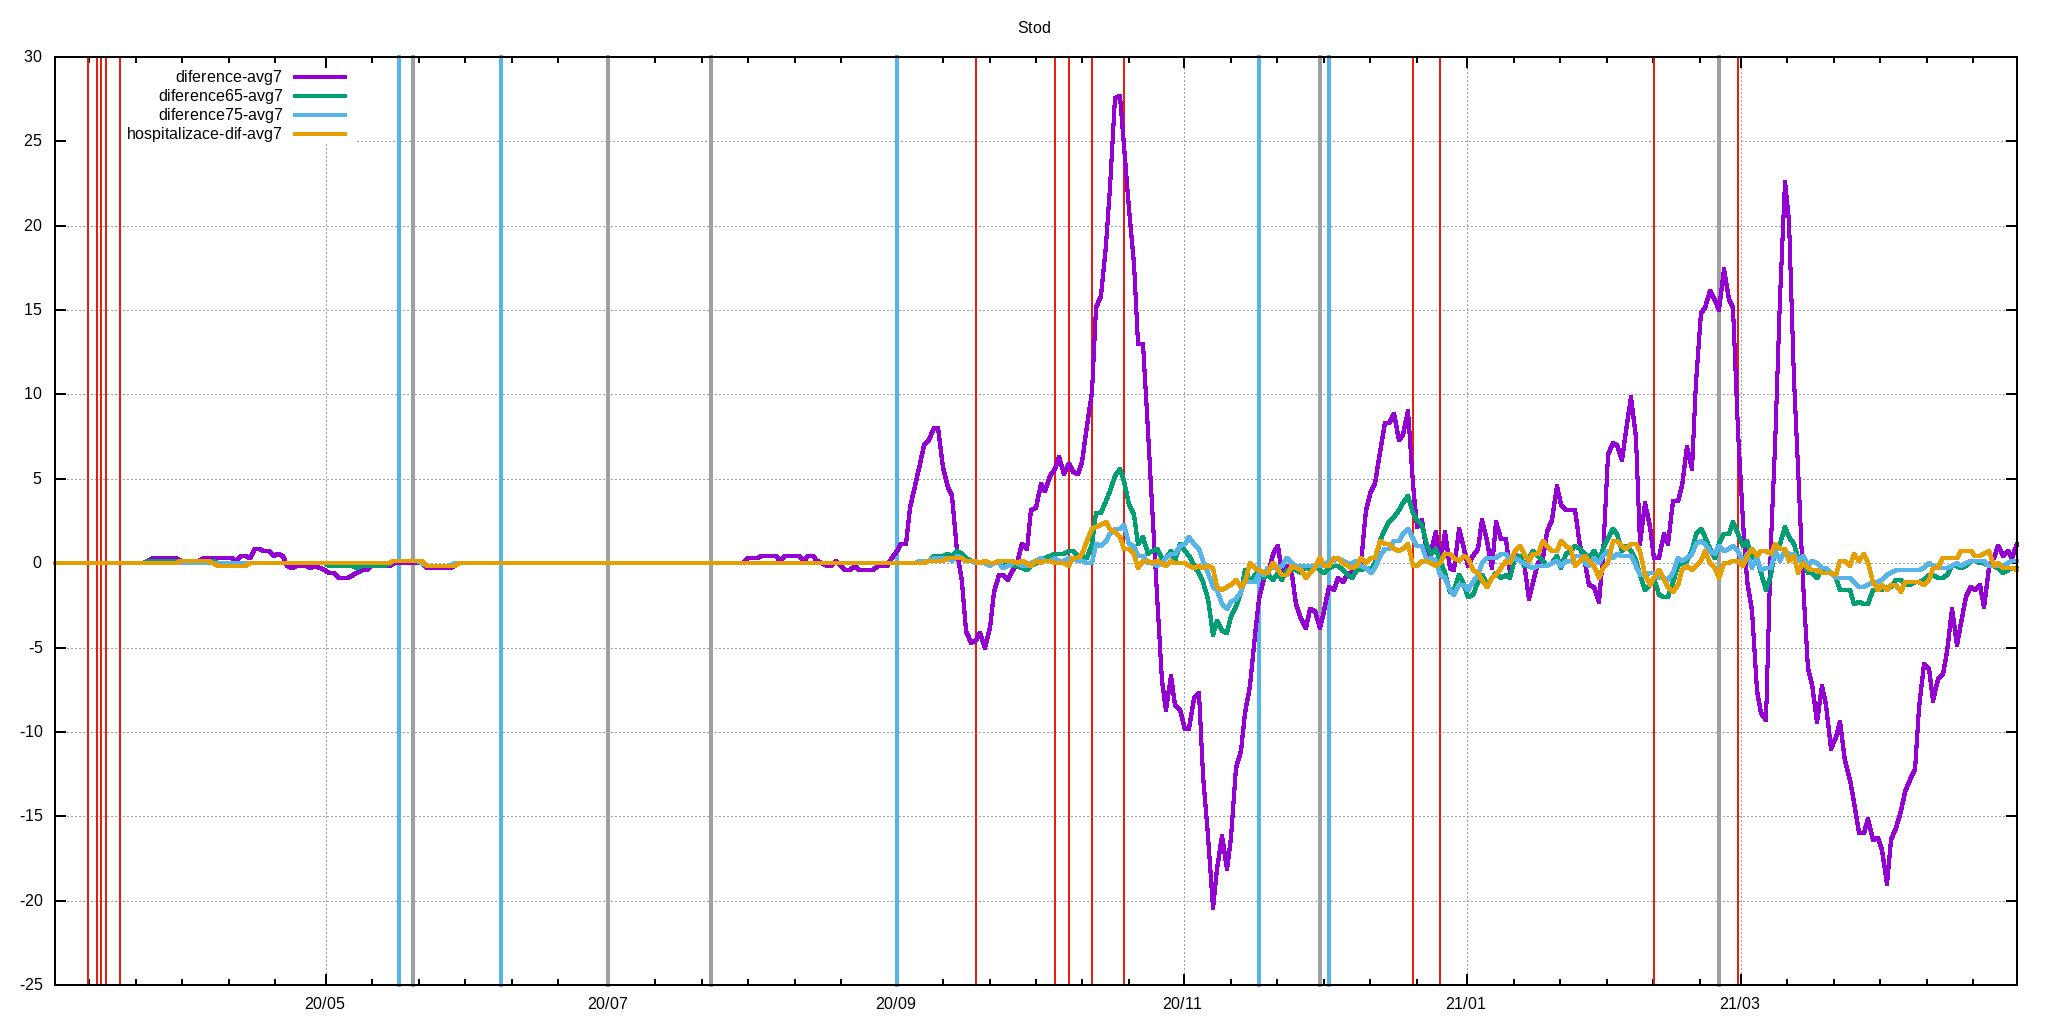 Stod
30
25
20
15
10
5
0
-5
-10
-15
-20
-25
diference-avg7
diference65-avg7
diference75-avg7
hospitalizace-dif-avg7
20/05 20/07 20/09 20/11 21/01 21/03